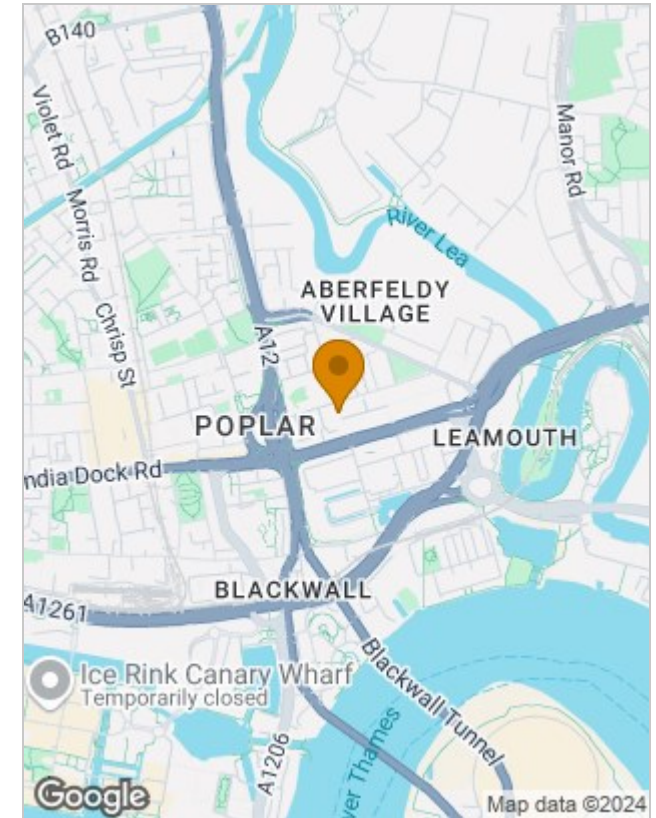 B140
Violet Rd
Manor Rd
River Lea
Morris Rd
ABERFELDY
VILLAGE
Chrisp St
A12
POPLAR
LEAMOUTH
ndia Dock Rd
BLACKWALL
A1261
Ice Rink Canary Wharf
Temporarily closed
Blackwall Tunnel
A1206
ver Thames
Google
Map data ©2024